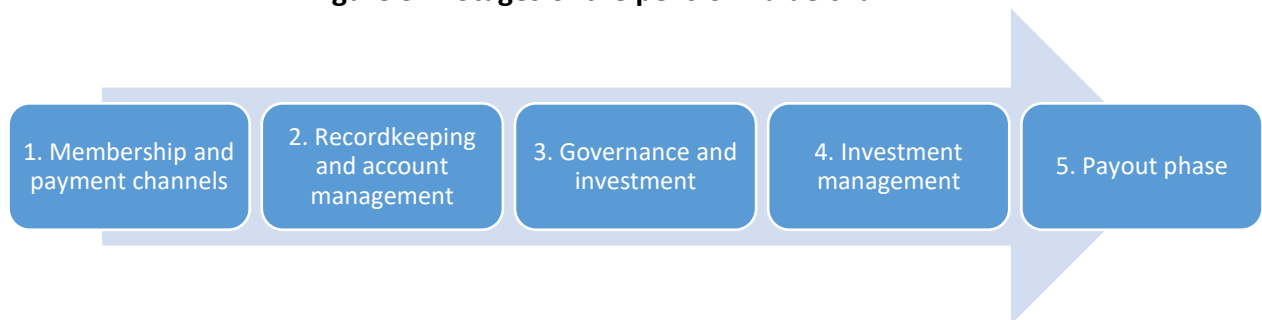 1. Membership and
payment channels
2. Recordkeeping
and account
management
3. Governance and
investment
4. Investment
management
5. Payout phase